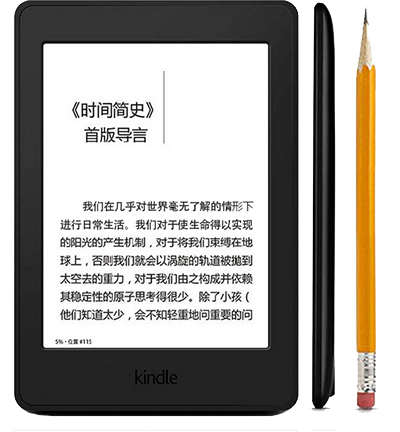 《时间简史》
首版导言
我们在几乎对世界毫无了解的情形下
进行日常生活。我们对于使生命得以实现
的阳光的产生机制，对于将我们束缚在地
球上，否则我们就会以涡旋的轨道被抛到
太空去的重力，对于我们由之构成并依赖
其稳定性的原子思考得很少。除了小孩（
他们知道太少，会不知轻重地问重要的问
5% • 位置 #115
kindle